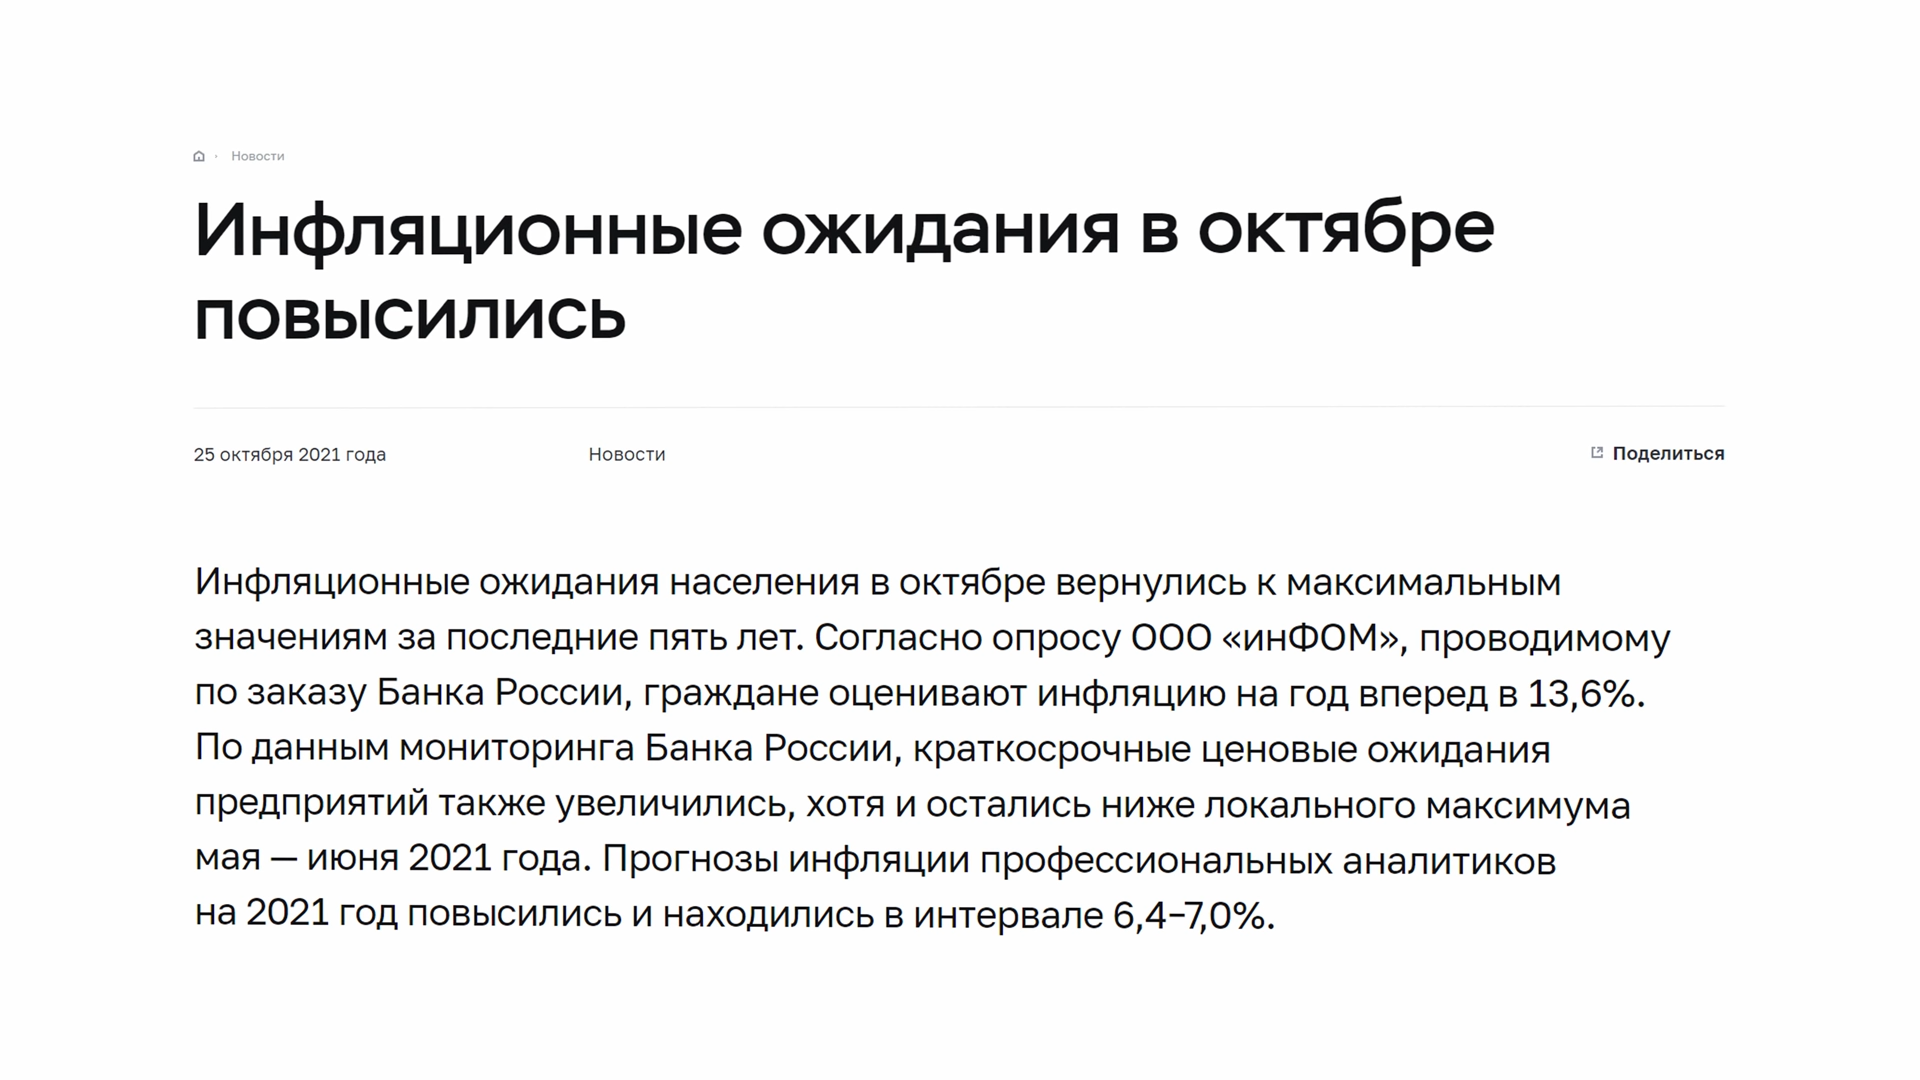 Новости
Инфляционные ожидания в октябре
повысились
25 октября 2021 года
Новости
Поделиться
Инфляционные ожидания населения в октябре вернулись к максимальным
значениям за последние пять лет. Согласно опросу ООО «инФОМ», проводимому
по заказу Банка России, граждане оценивают инфляцию на год вперед в 13,6%.
По данным мониторинга Банка России, краткосрочные ценовые ожидания
предприятий также увеличились, хотя и остались ниже локального максимума
мая — июня 2021 года. Прогнозы инфляции профессиональных аналитиков
на 2021 год повысились и находились в интервале 6,4–7,0%.